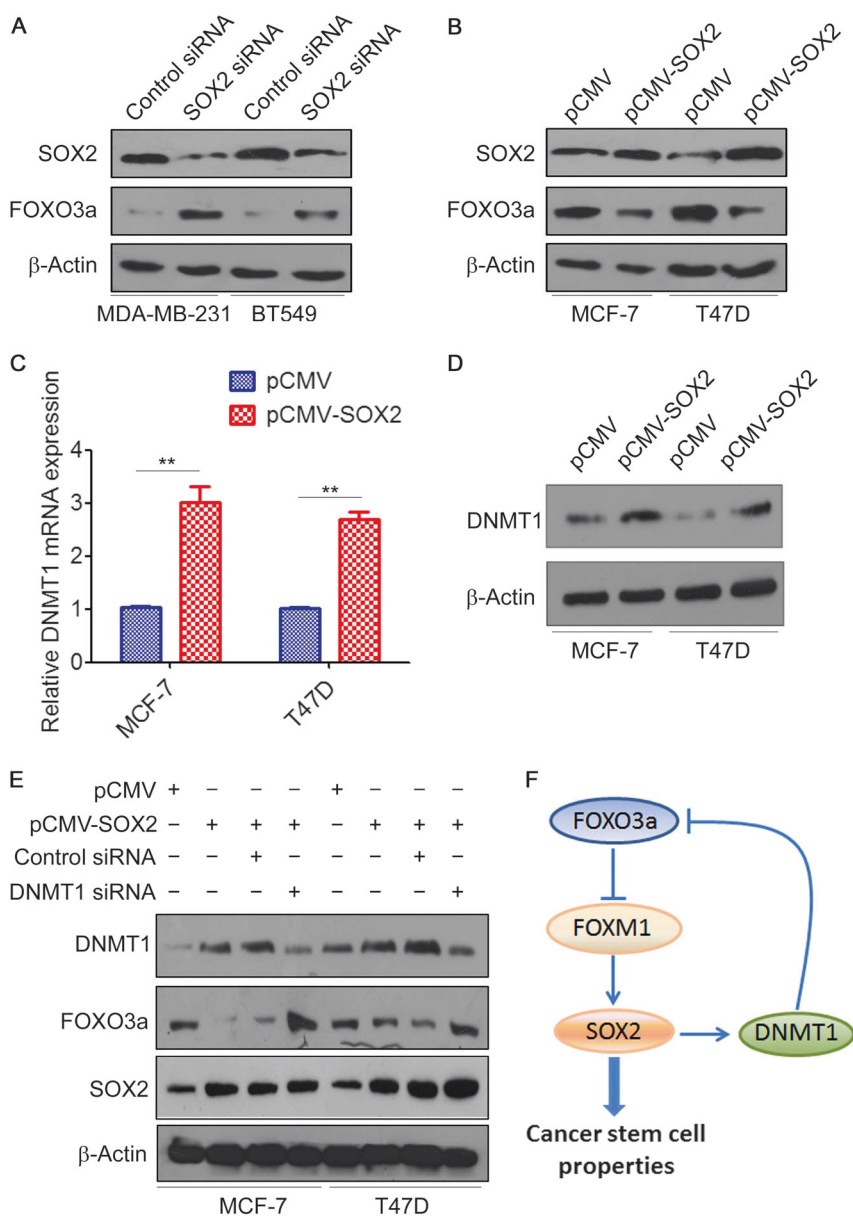 A
Control siRNA
SOX2 siRNA
Control siRNA
SOX2 siRNA
SOX2
FOXO3a
β-Actin
MDA-MB-231 BT549
B
pCMV
pCMV-SOX2
pCMV
pCMV-SOX2
SOX2
FOXO3a
β-Actin
MCF-7 T47D
C
pCMV
pCMV-SOX2
Relative DNMT1 mRNA expression
4
3
2
1
0
**
**
MCF-7
T47D
D
pCMV
pCMV-SOX2
pCMV
pCMV-SOX2
DNMT1
β-Actin
MCF-7 T47D
E
pCMV + – – – + – – –
pCMV-SOX2 – + + + – + + +
Control siRNA – – + – – – + –
DNMT1 siRNA – – – + – – – +
DNMT1
FOXO3a
SOX2
β-Actin
MCF-7 T47D
F
FOXO3a
FOXM1
SOX2 DNMT1
Cancer stem cell
properties